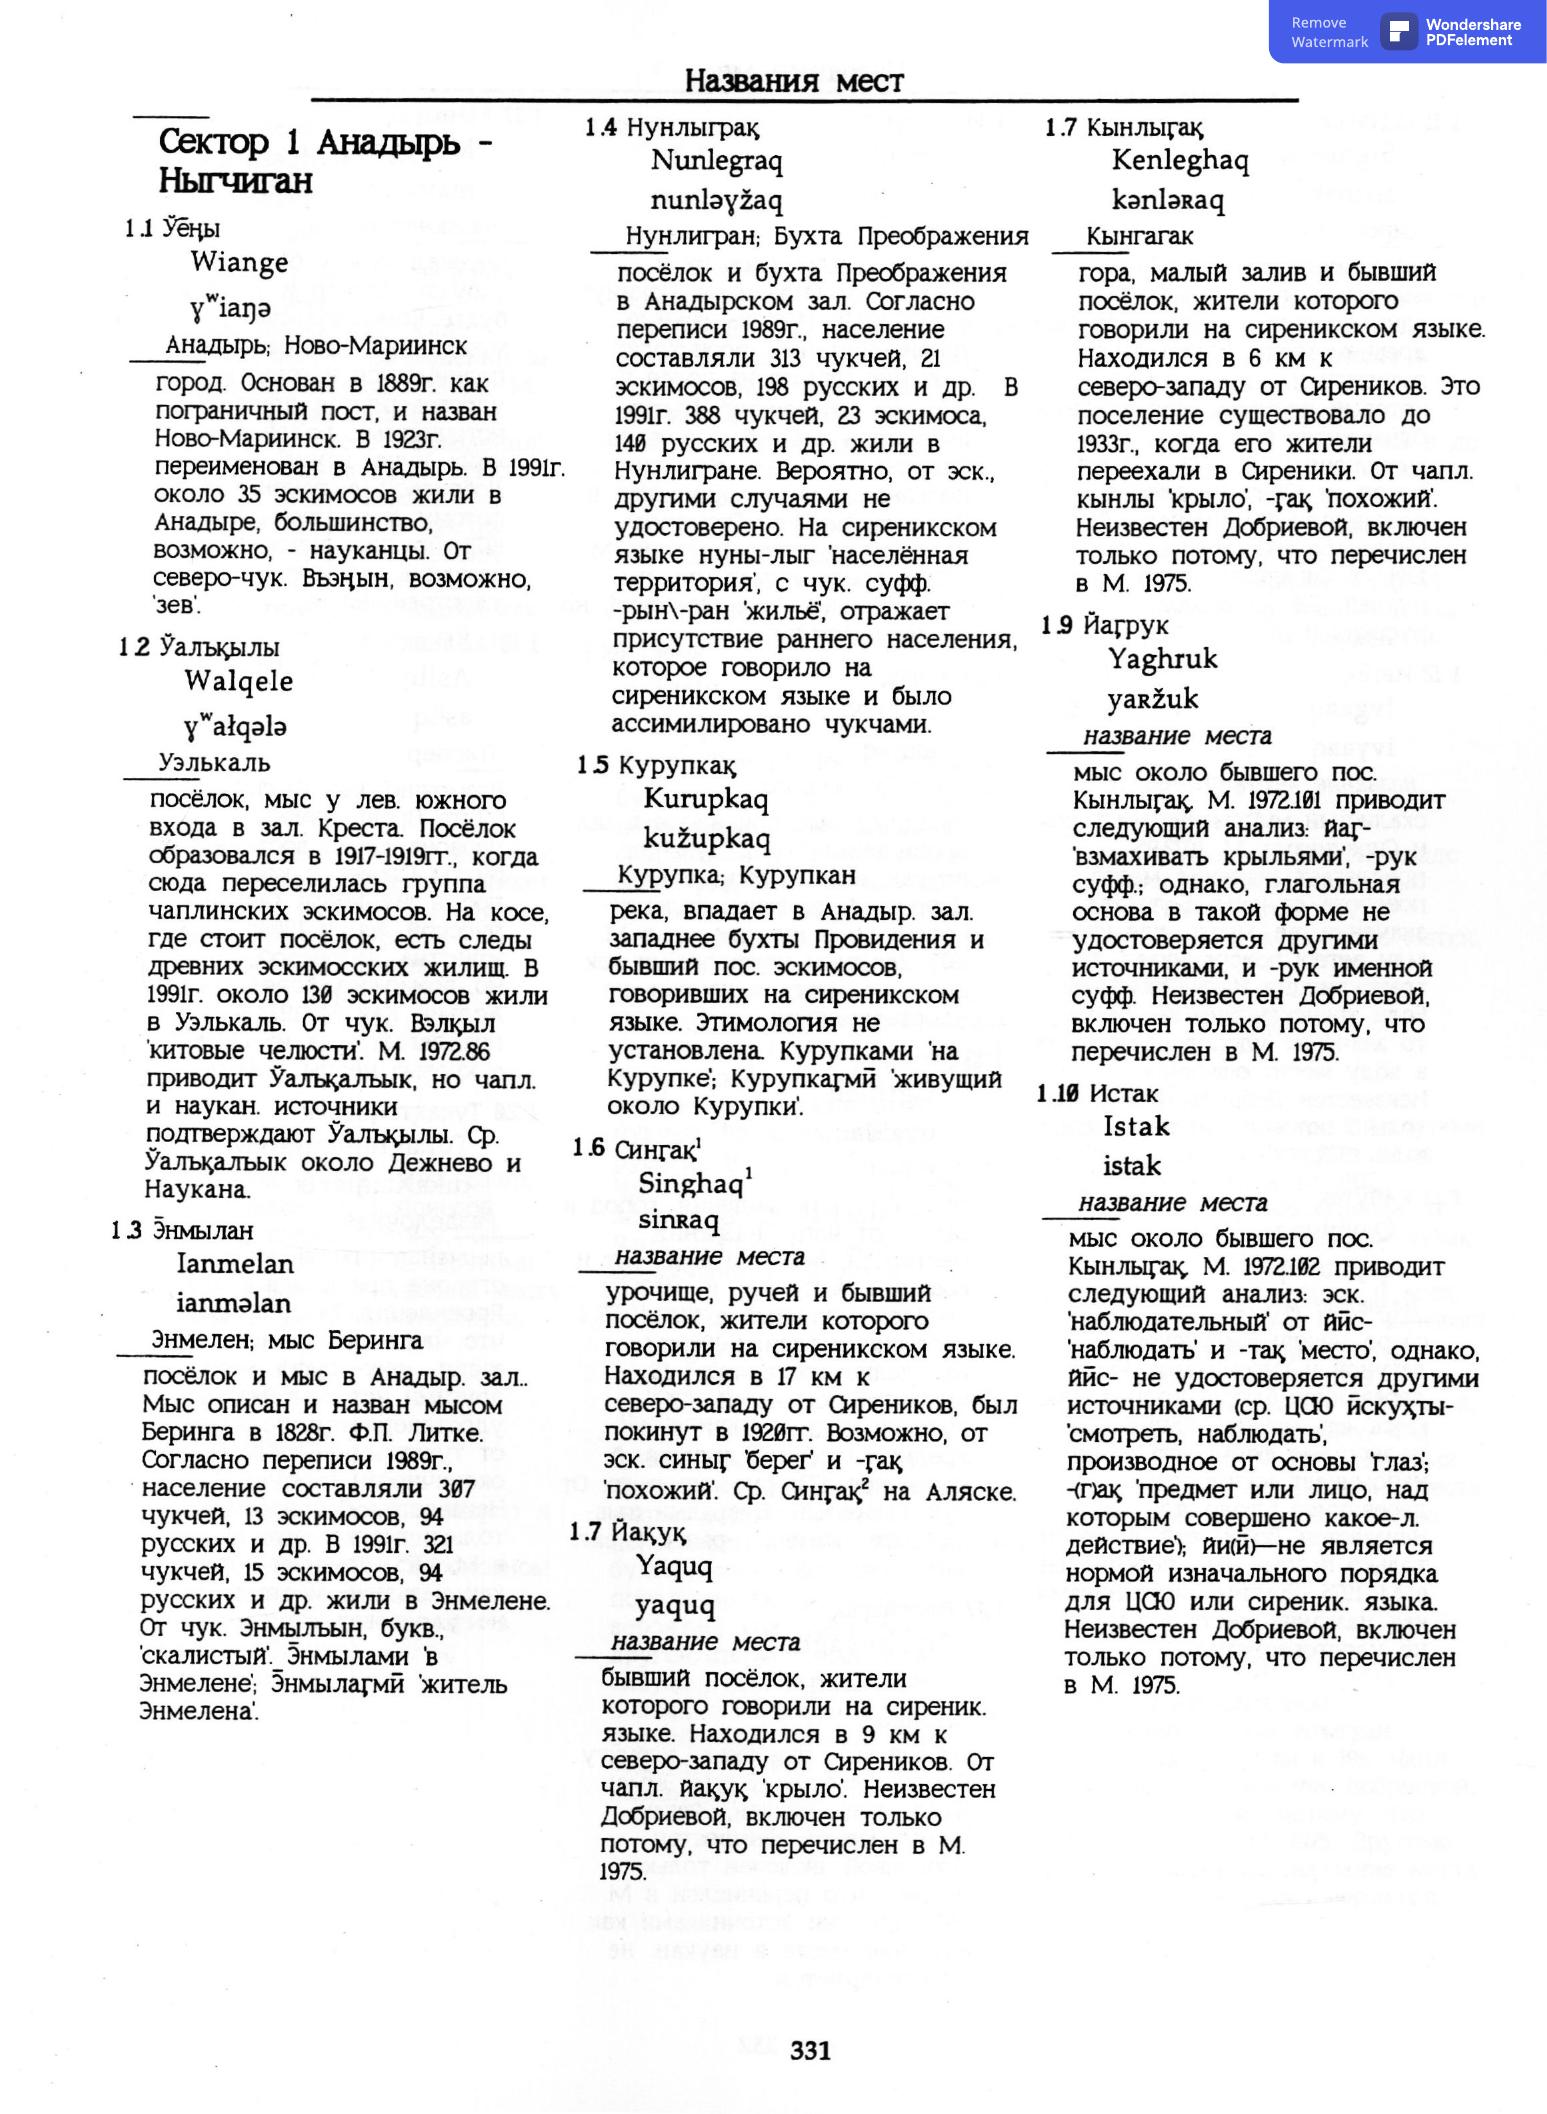 Remove
Watermark
Wondershare
PDFelement
Названия мест
Сектор 1 Анадырь -
Ныгчиган
1.1 Ўе̄ӈы
Wiange
ɣʷiaŋə
Анадырь; Ново-Мариинск
город. Основан в 1889г. как
пограничный пост, и назван
Ново-Мариинск. В 1923г.
переименован в Анадырь. В 1991г.
около 35 эскимосов жили в
Анадыре, большинство,
возможно, - науканцы. От
северо-чук. Въэӈын, возможно,
'зев'.
1.2 Ўалъқылы
Walqele
ɣʷałqələ
Уэлькаль
посёлок, мыс у лев. южного
входа в зал. Креста. Посёлок
образовался в 1917-1919гг., когда
сюда переселилась группа
чаплинских эскимосов. На косе,
где стоит посёлок, есть следы
древних эскимосских жилищ. В
1991г. около 130 эскимосов жили
в Уэлькаль. От чук. Вэлқыл
'китовые челюсти'. М. 1972.86
приводит Ўалъқалъык, но чапл.
и наукан. источники
подтверждают Ўалъқылы. Ср.
Ўалъқалъык около Дежнево и
Наукана.
1.3 Э̄нмылан
Ianmelan
ianməlan
Энмелен; мыс Беринга
посёлок и мыс в Анадыр. зал..
Мыс описан и назван мысом
Беринга в 1828г. Ф.П. Литке.
Согласно переписи 1989г.,
население составляли 307
чукчей, 13 эскимосов, 94
русских и др. В 1991г. 321
чукчей, 15 эскимосов, 94
русских и др. жили в Энмелене.
От чук. Энмылъын, букв.,
'скалистый'. Э̄нмылами 'в
Энмелене'; Э̄нмылаӷмӣ 'житель
Энмелена'.
1.4 Нунлыграқ
Nunlegraq
nunləɣžaq
Нунлигран; Бухта Преображения
посёлок и бухта Преображения
в Анадырском зал. Согласно
переписи 1989г., население
составляли 313 чукчей, 21
эскимосов, 198 русских и др. В
1991г. 388 чукчей, 23 эскимоса,
140 русских и др. жили в
Нунлигране. Вероятно, от эск.,
другими случаями не
удостоверено. На сиреникском
языке нуны-лыг 'населённая
территория', с чук. суфф.
-рын\-ран 'жильё', отражает
присутствие раннего населения,
которое говорило на
сиреникском языке и было
ассимилировано чукчами.
1.5 Курупкақ
Kurupkaq
kužupkaq
Курупка; Курупкан
река, впадает в Анадыр. зал.
западнее бухты Провидения и
бывший пос. эскимосов,
говоривших на сиреникском
языке. Этимология не
установлена. Курупками 'на
Курупке'; Курупкаӷмӣ 'живущий
около Курупки'.
1.6 Синӷақ¹
Singhaq¹
sinʀaq
название места
урочище, ручей и бывший
посёлок, жители которого
говорили на сиреникском языке.
Находился в 17 км к
северо-западу от Сиреников, был
покинут в 1920гг. Возможно, от
эск. синыӷ 'берег' и -ӷақ
'похожий'. Ср. Синӷақ² на Аляске.
1.7 Йақуқ
Yaquq
yaquq
название места
бывший посёлок, жители
которого говорили на сиреник.
языке. Находился в 9 км к
северо-западу от Сиреников. От
чапл. йақуқ 'крыло'. Неизвестен
Добриевой, включен только
потому, что перечислен в М.
1975.
1.7 Кынлыӷақ
Kenleghaq
kənləʀaq
Кынгагак
гора, малый залив и бывший
посёлок, жители которого
говорили на сиреникском языке.
Находился в 6 км к
северо-западу от Сиреников. Это
поселение существовало до
1933г., когда его жители
переехали в Сиреники. От чапл.
кынлы 'крыло', -ӷақ 'похожий'.
Неизвестен Добриевой, включен
только потому, что перечислен
в М. 1975.
1.9 Йаӷрук
Yaghruk
yaʀžuk
название места
мыс около бывшего пос.
Кынлыӷақ. М. 1972.101 приводит
следующий анализ: йаӷ-
'взмахивать крыльями', -рук
суфф.; однако, глагольная
основа в такой форме не
удостоверяется другими
источниками, и -рук именной
суфф. Неизвестен Добриевой,
включен только потому, что
перечислен в М. 1975.
1.10 Истак
Istak
istak
название места
мыс около бывшего пос.
Кынлыӷақ. М. 1972.102 приводит
следующий анализ: эск.
'наблюдательный' от йӣс-
'наблюдать' и -тақ 'место', однако,
йӣс- не удостоверяется другими
источниками (ср. ЦСЮ ӣскуҳты-
'смотреть, наблюдать',
производное от основы 'глаз';
-(г)ақ 'предмет или лицо, над
которым совершено какое-л.
действие'); йи(ӣ)—не является
нормой изначального порядка
для ЦСЮ или сиреник. языка.
Неизвестен Добриевой, включен
только потому, что перечислен
в М. 1975.
331